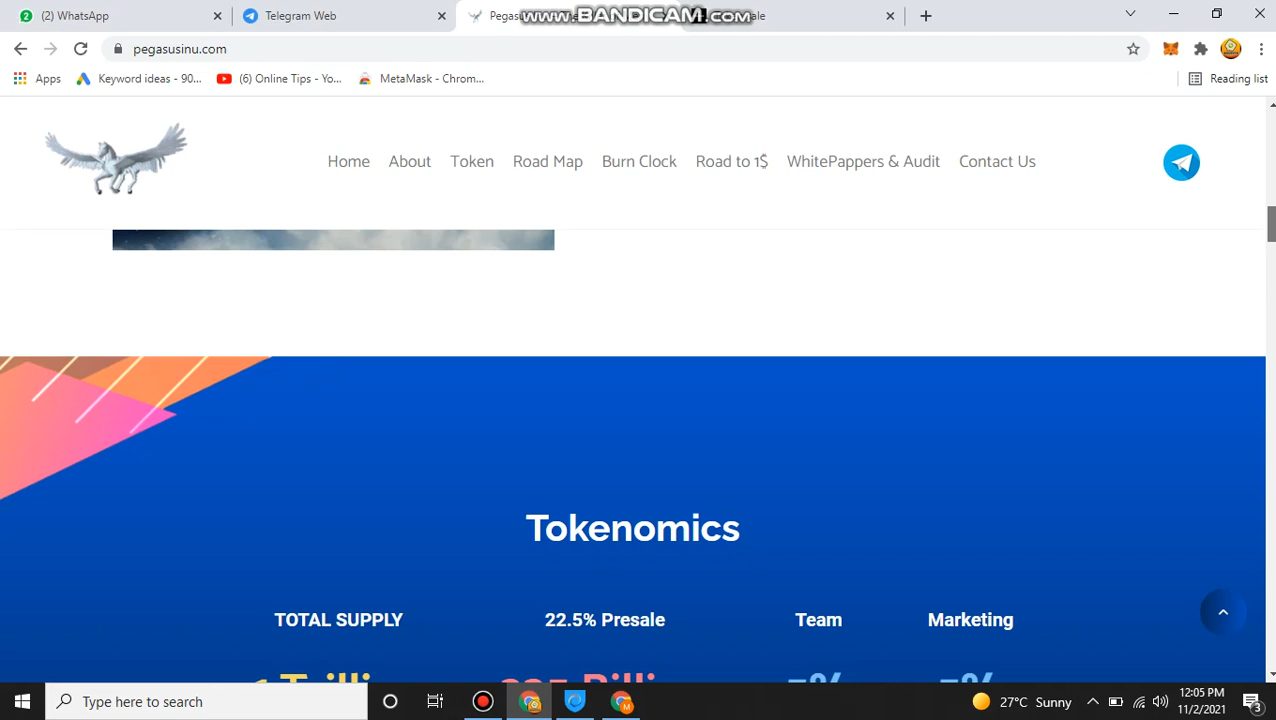 (2) WhatsApp
Telegram Web
Pegas
www.BANDICAM.COM
ale
pegasusinu.com
Apps
Keyword ideas - 90...
(6) Online Tips - Yo...
MetaMask - Chrom...
Reading list
Home
About
Token
Road Map
Burn Clock
Road to 1$
WhitePappers & Audit
Contact Us
Tokenomics
TOTAL SUPPLY
22.5% Presale
Team
Marketing
Type here to search
27°C Sunny
12:05 PM
11/2/2021
3